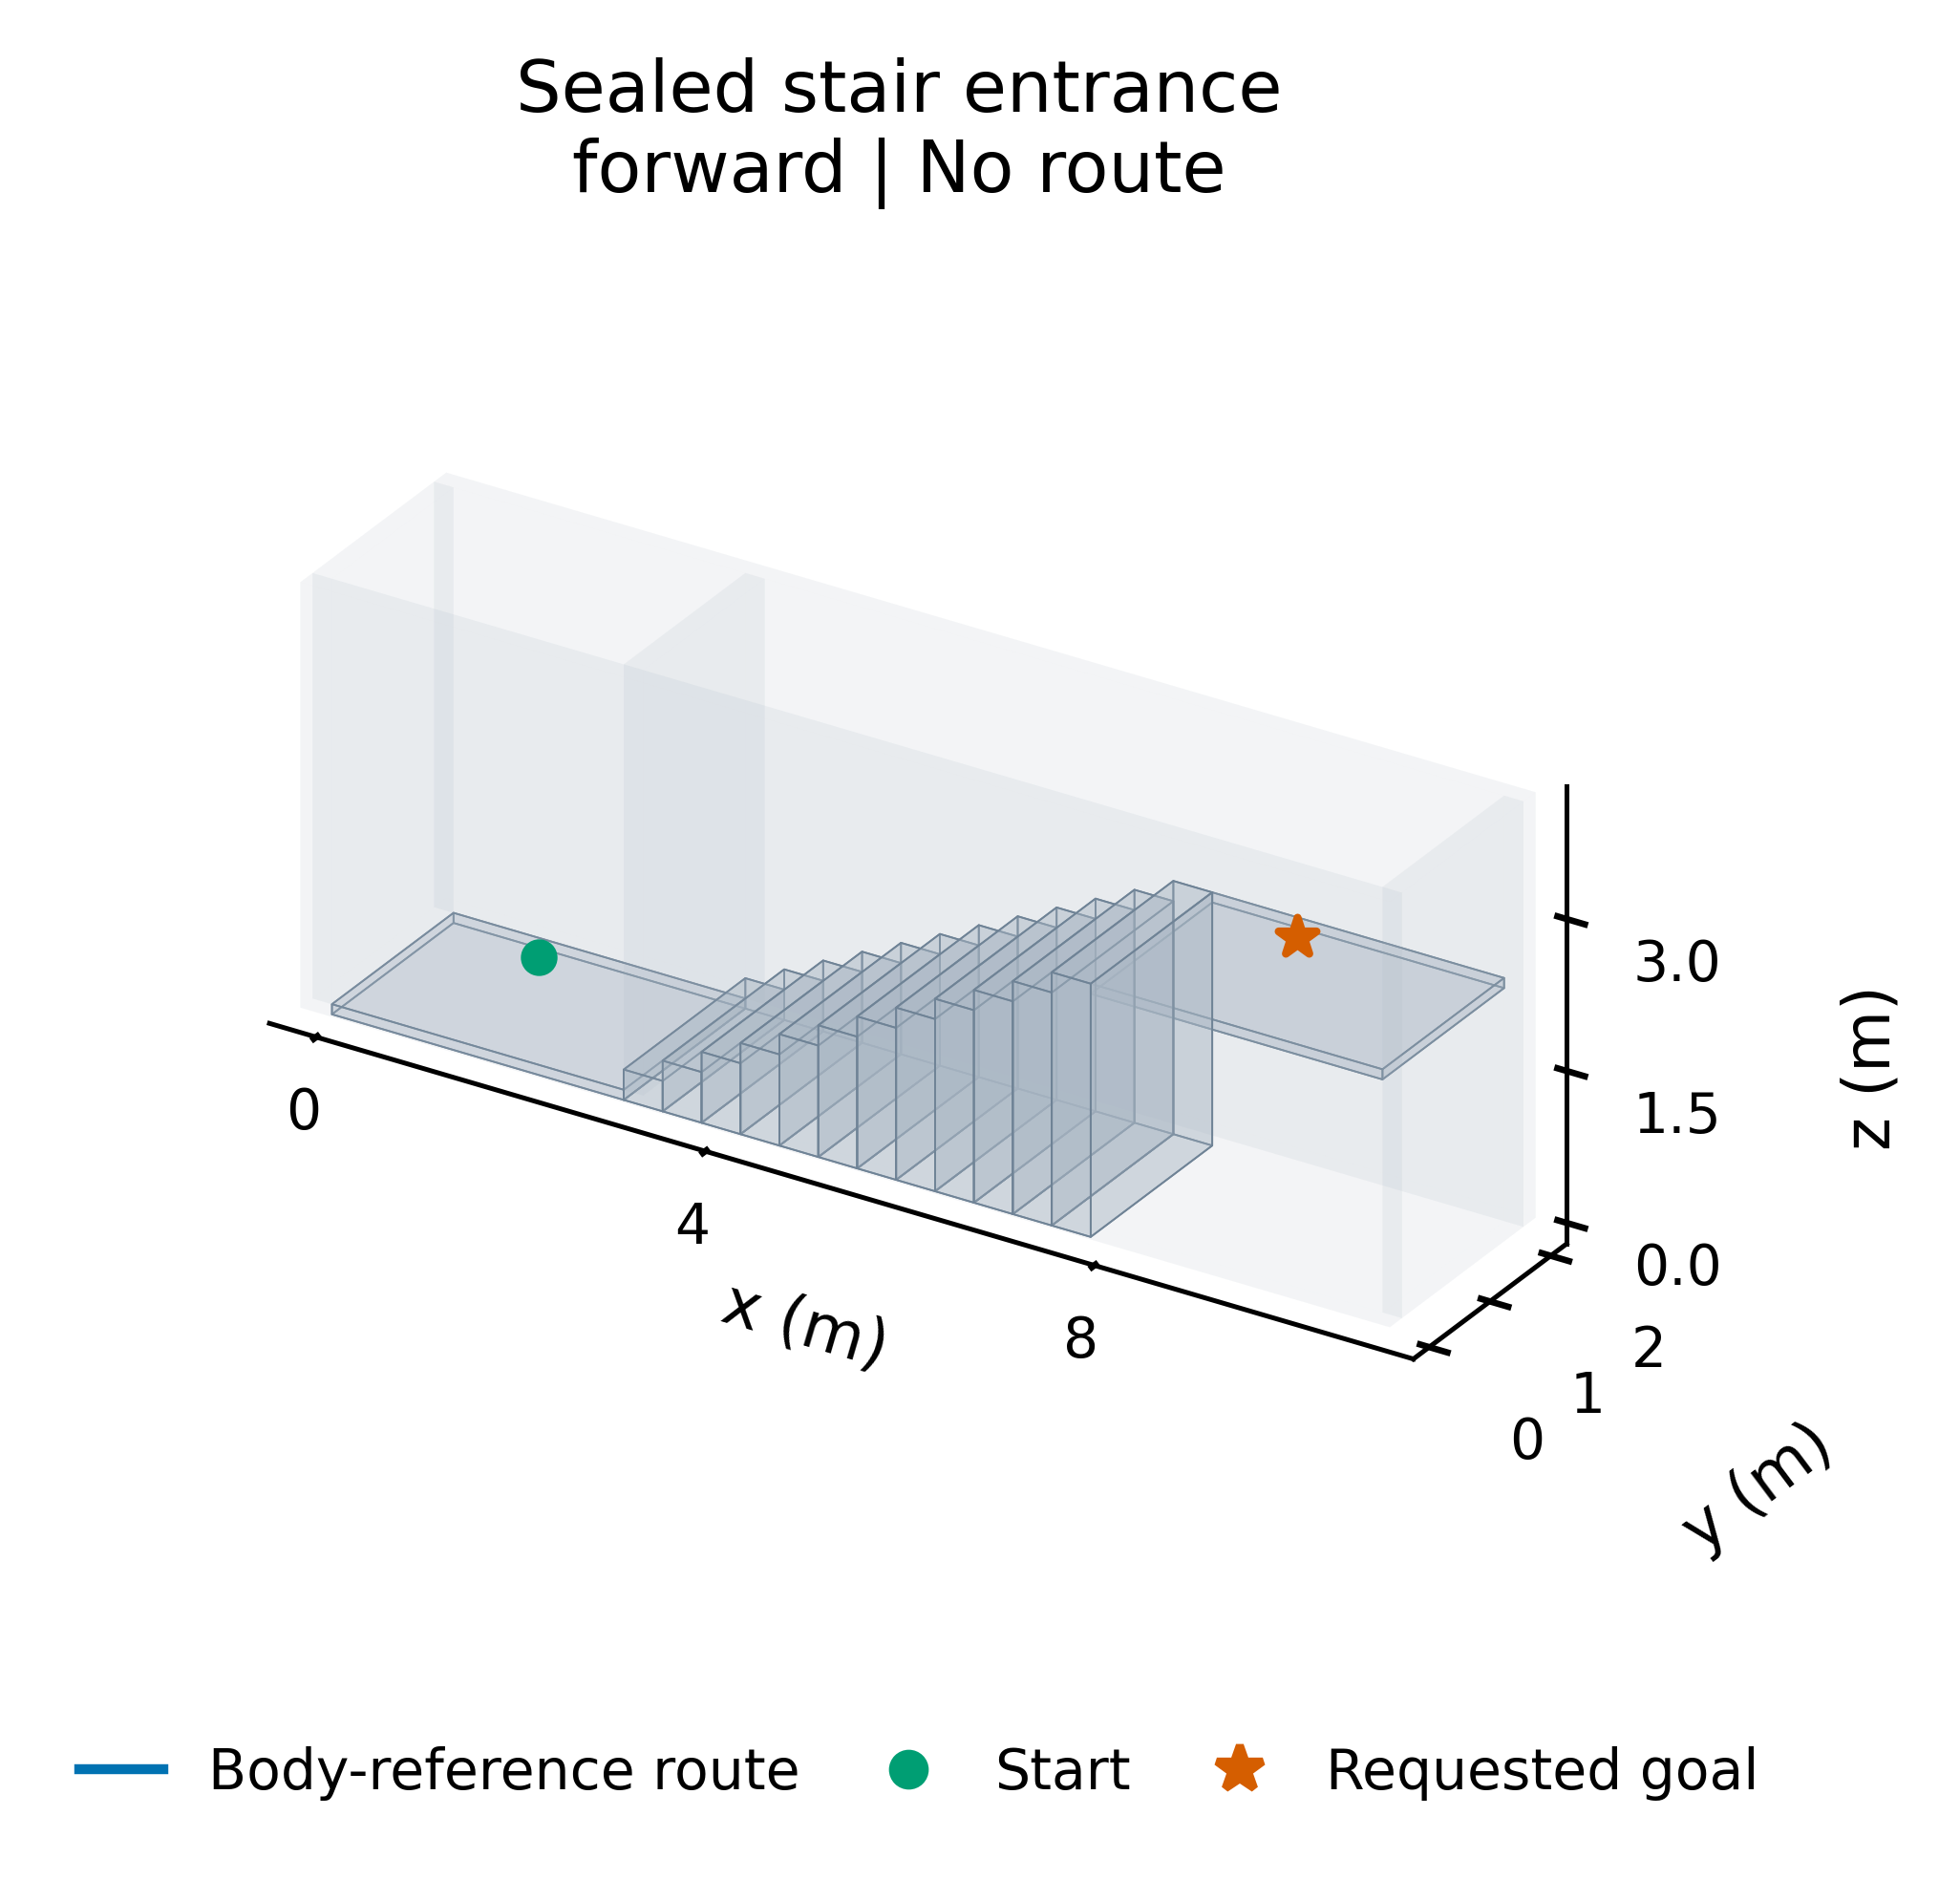 Sealed stair entrance
forward | No route
3.0
1.5
0.0
z (m)
0
4
8
x (m)
0
1
2
y (m)
Body-reference route
Start
Requested goal